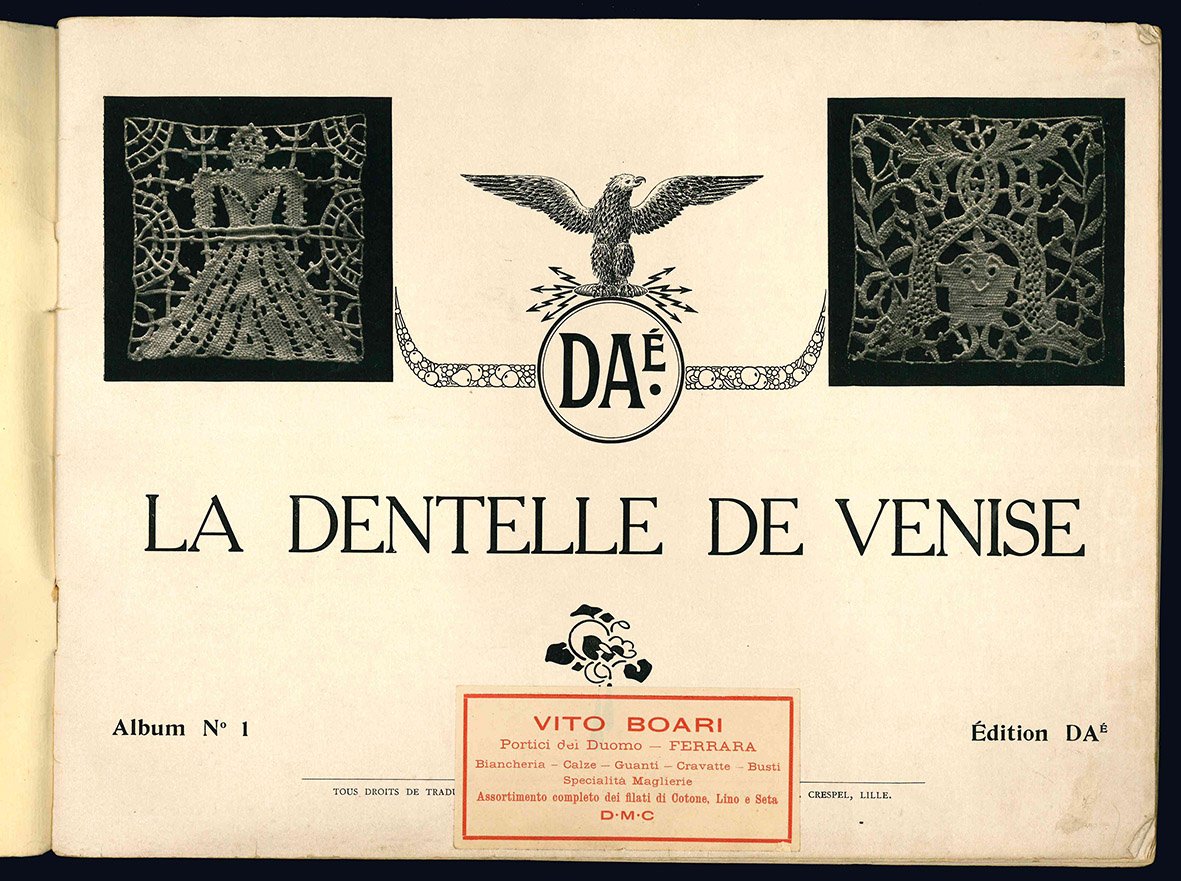 DAÉ.
LA DENTELLE DE VENISE
Album Nº 1
Édition DAÉ
VITO BOARI
Portici del Duomo — FERRARA
Biancheria - Calze - Guanti - Cravatte - Busti
Specialità Maglierie
Assortimento completo dei filati di Cotone, Lino e Seta
D·M·C
TOUS DROITS DE
CRESPEL, LILLE.